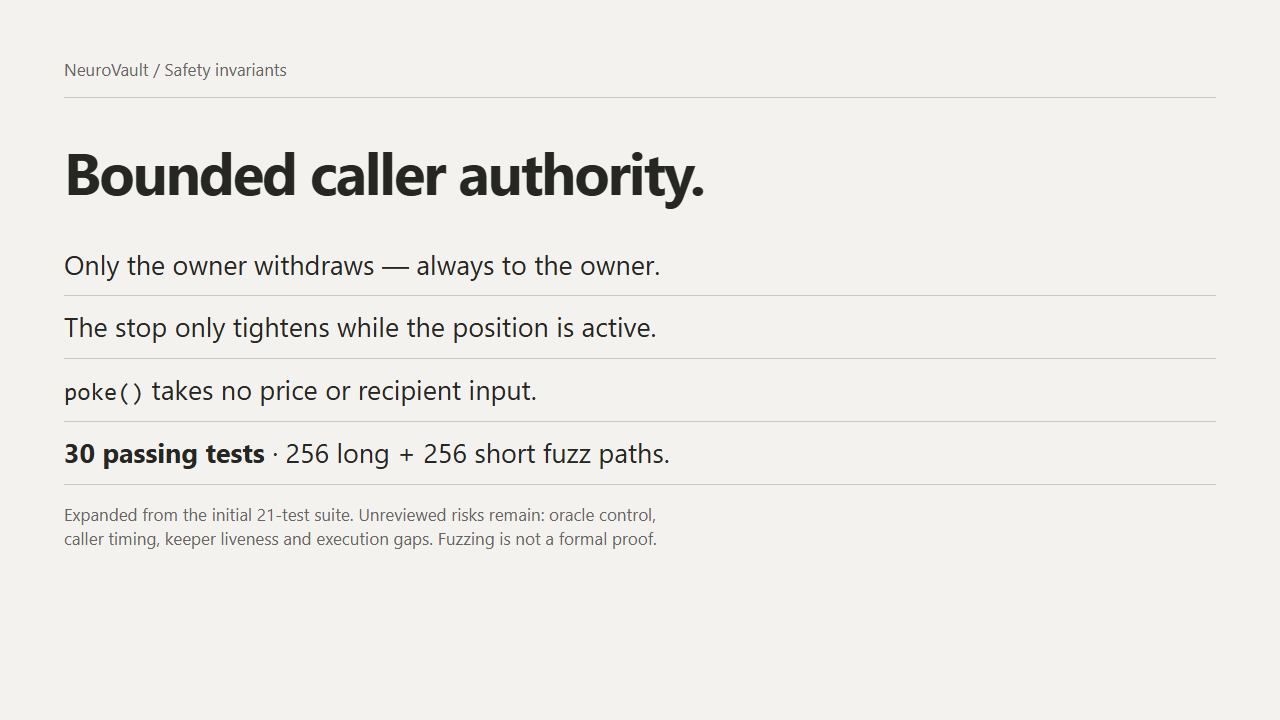 NeuroVault / Safety invariants
Bounded caller authority.
Only the owner withdraws — always to the owner.
The stop only tightens while the position is active.
poke() takes no price or recipient input.
30 passing tests · 256 long + 256 short fuzz paths.
Expanded from the initial 21-test suite. Unreviewed risks remain: oracle control,
caller timing, keeper liveness and execution gaps. Fuzzing is not a formal proof.